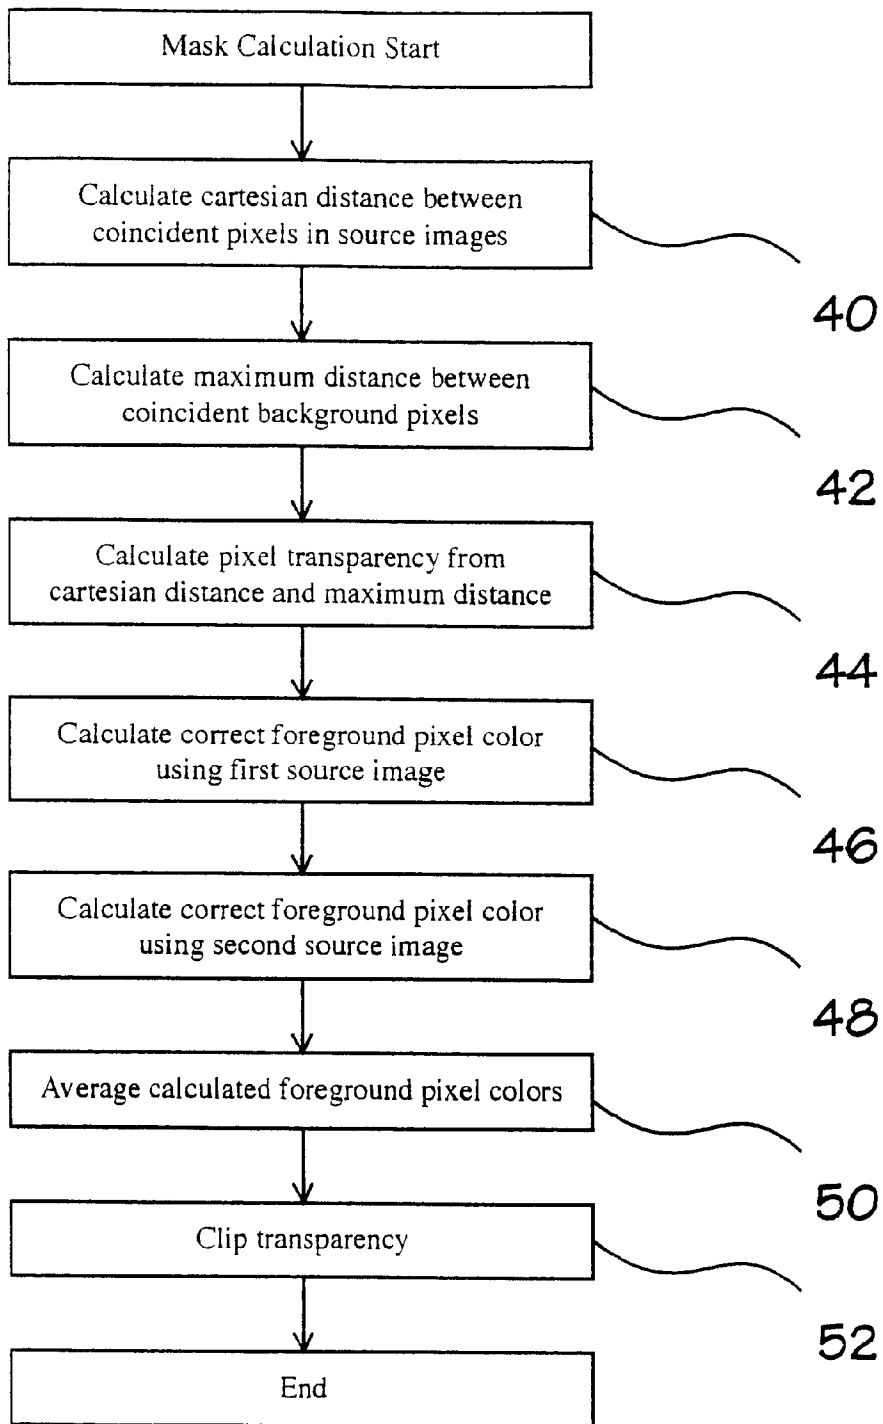 Mask Calculation Start
Calculate cartesian distance between
coincident pixels in source images
40
Calculate maximum distance between
coincident background pixels
42
Calculate pixel transparency from
cartesian distance and maximum distance
44
Calculate correct foreground pixel color
using first source image
46
Calculate correct foreground pixel color
using second source image
48
Average calculated foreground pixel colors
50
Clip transparency
52
End